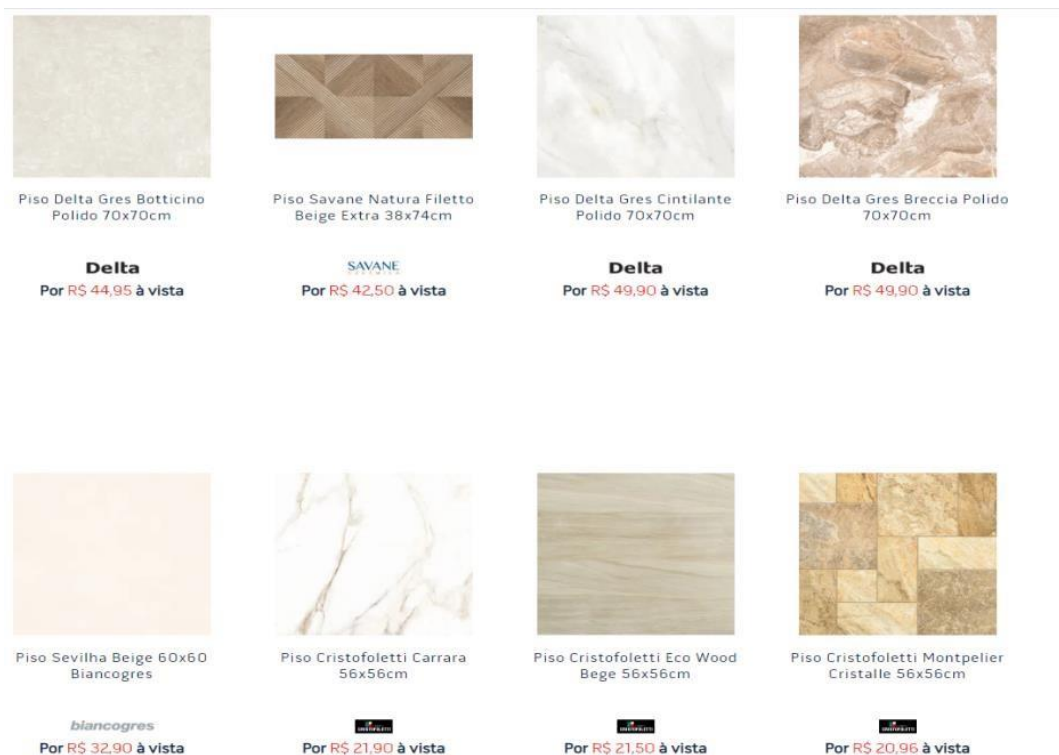 Piso Delta Gres Botticino
Polido 70x70cm
Delta
Por R$ 44,95 à vista
Piso Savane Natura Filetto
Beige Extra 38x74cm
SAVANE
Por R$ 42,50 à vista
Piso Delta Gres Cintilante
Polido 70x70cm
Delta
Por R$ 49,90 à vista
Piso Delta Gres Breccia Polido
70x70cm
Delta
Por R$ 49,90 à vista
Piso Sevilha Beige 60x60
Biancogres
biancogres
Por R$ 32,90 à vista
Piso Cristofoletti Carrara
56x56cm
CRISTOFOLETTI
Por R$ 21,90 à vista
Piso Cristofoletti Eco Wood
Bege 56x56cm
CRISTOFOLETTI
Por R$ 21,50 à vista
Piso Cristofoletti Montpelier
Cristalle 56x56cm
CRISTOFOLETTI
Por R$ 20,96 à vista